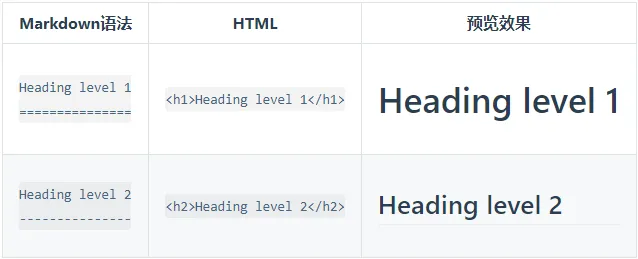 Markdown语法 HTML 预览效果
Heading level 1
===============
<h1>Heading level 1</h1>
Heading level 1
Heading level 2
---------------
<h2>Heading level 2</h2>
Heading level 2